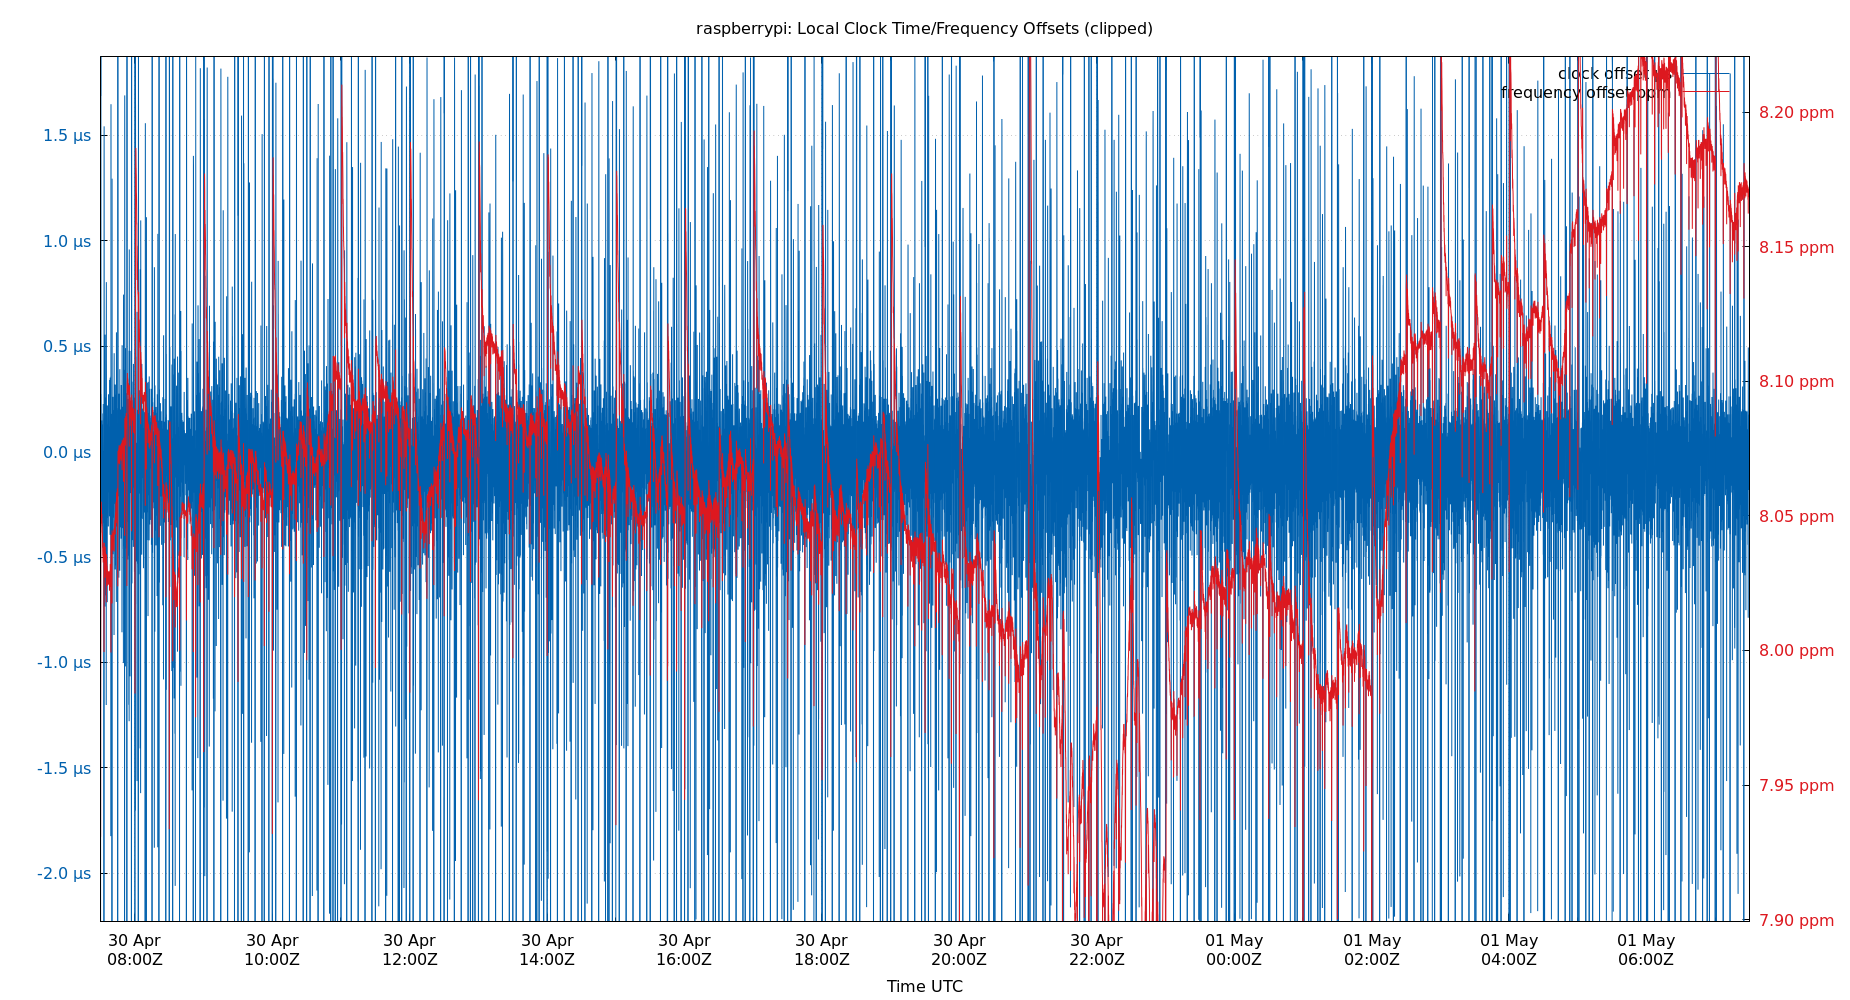 raspberrypi: Local Clock Time/Frequency Offsets (clipped)
clock offset
frequency offset ppm
1.5 µs
1.0 µs
0.5 µs
0.0 µs
-0.5 µs
-1.0 µs
-1.5 µs
-2.0 µs
8.20 ppm
8.15 ppm
8.10 ppm
8.05 ppm
8.00 ppm
7.95 ppm
7.90 ppm
30 Apr 30 Apr 30 Apr 30 Apr 30 Apr 30 Apr 30 Apr 30 Apr 01 May 01 May 01 May 01 May
08:00Z 10:00Z 12:00Z 14:00Z 16:00Z 18:00Z 20:00Z 22:00Z 00:00Z 02:00Z 04:00Z 06:00Z
Time UTC